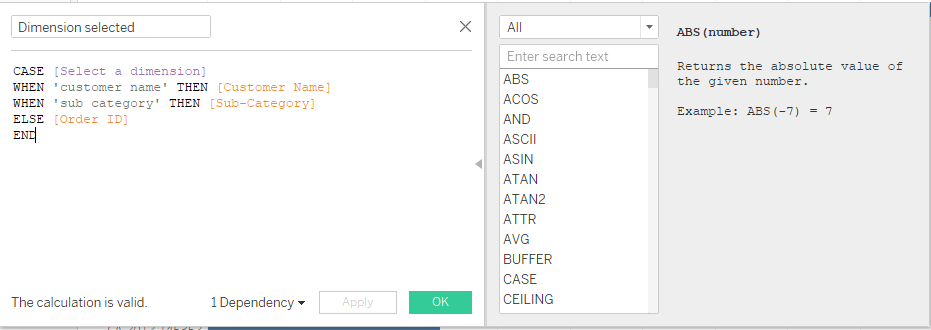 Dimension selected
CASE [Select a dimension]
WHEN 'customer name' THEN [Customer Name]
WHEN 'sub category' THEN [Sub-Category]
ELSE [Order ID]
END
The calculation is valid.
1 Dependency
Apply
OK
All
Enter search text
ABS
ACOS
AND
ASCII
ASIN
ATAN
ATAN2
ATTR
AVG
BUFFER
CASE
CEILING
ABS(number)
Returns the absolute value of
the given number.
Example: ABS(-7) = 7